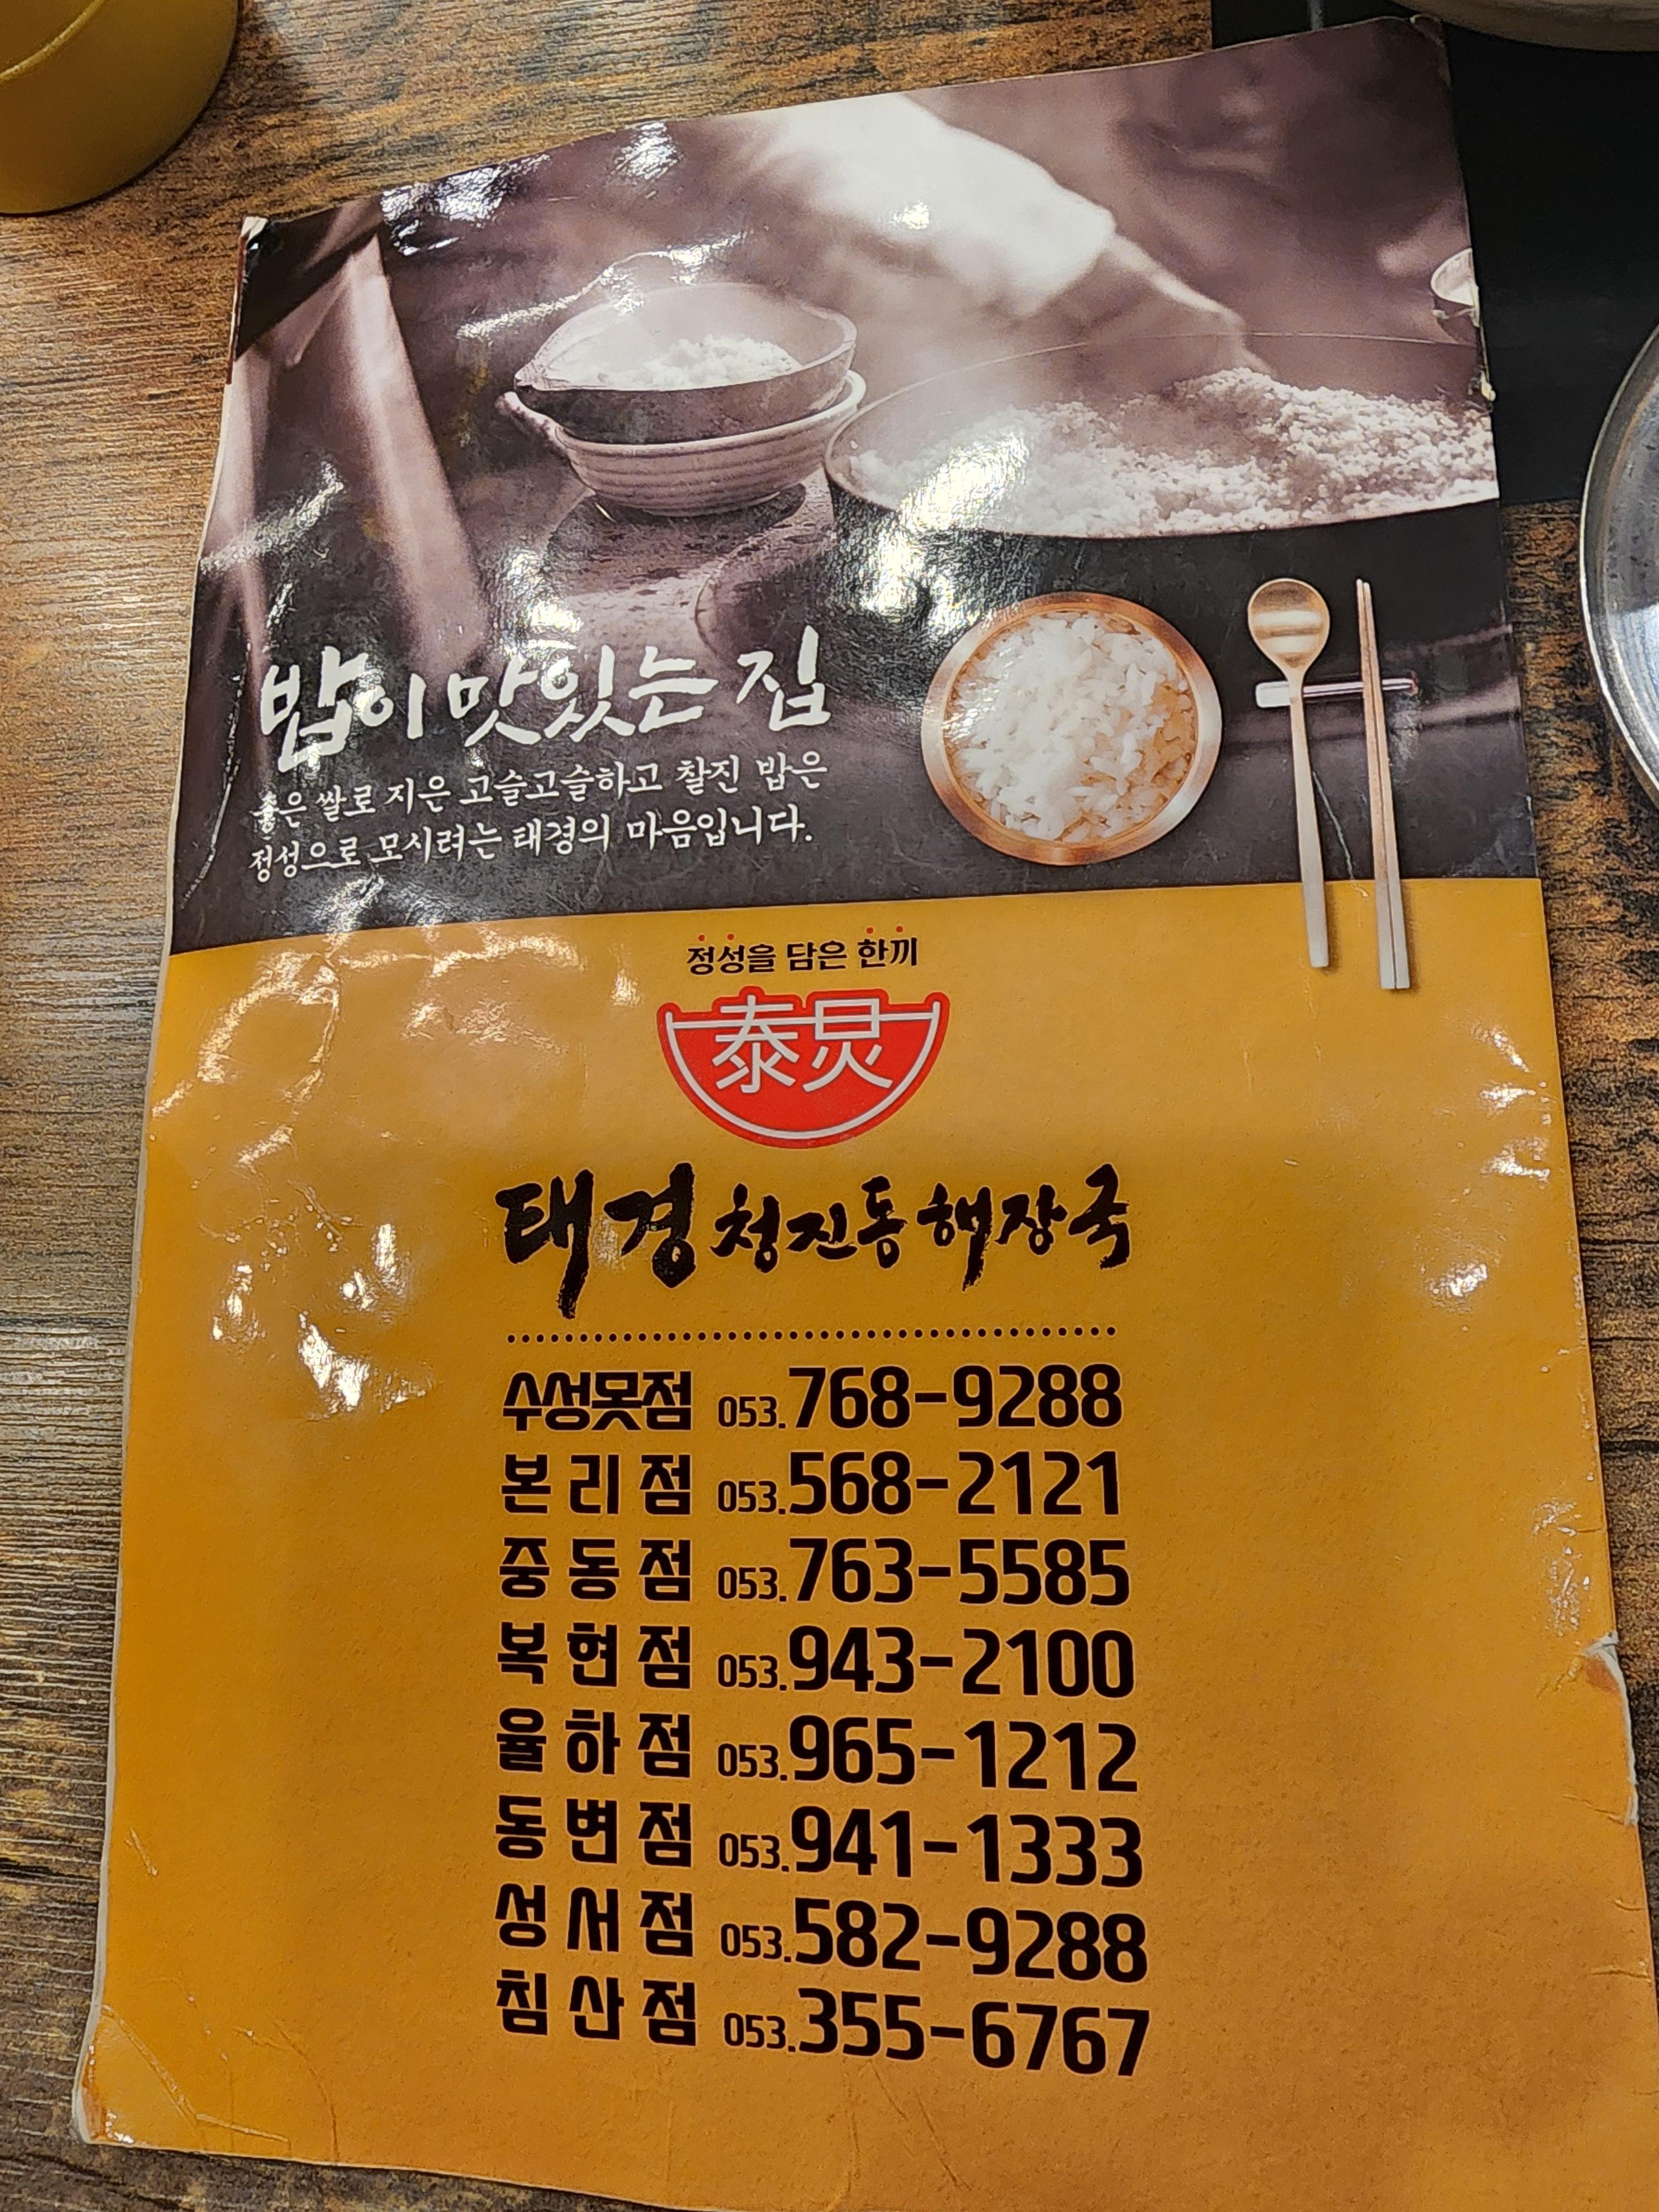 밥이 맛있는 집
좋은 쌀로 지은 고슬고슬하고 찰진 밥은
정성으로 모시려는 태경의 마음입니다.
정성을 담은 한끼
泰炅
태경 청진동 해장국
수성못점 053.768-9288
본리점 053.568-2121
중동점 053.763-5585
복현점 053.943-2100
율하점 053.965-1212
동변점 053.941-1333
성서점 053.582-9288
침산점 053.355-6767